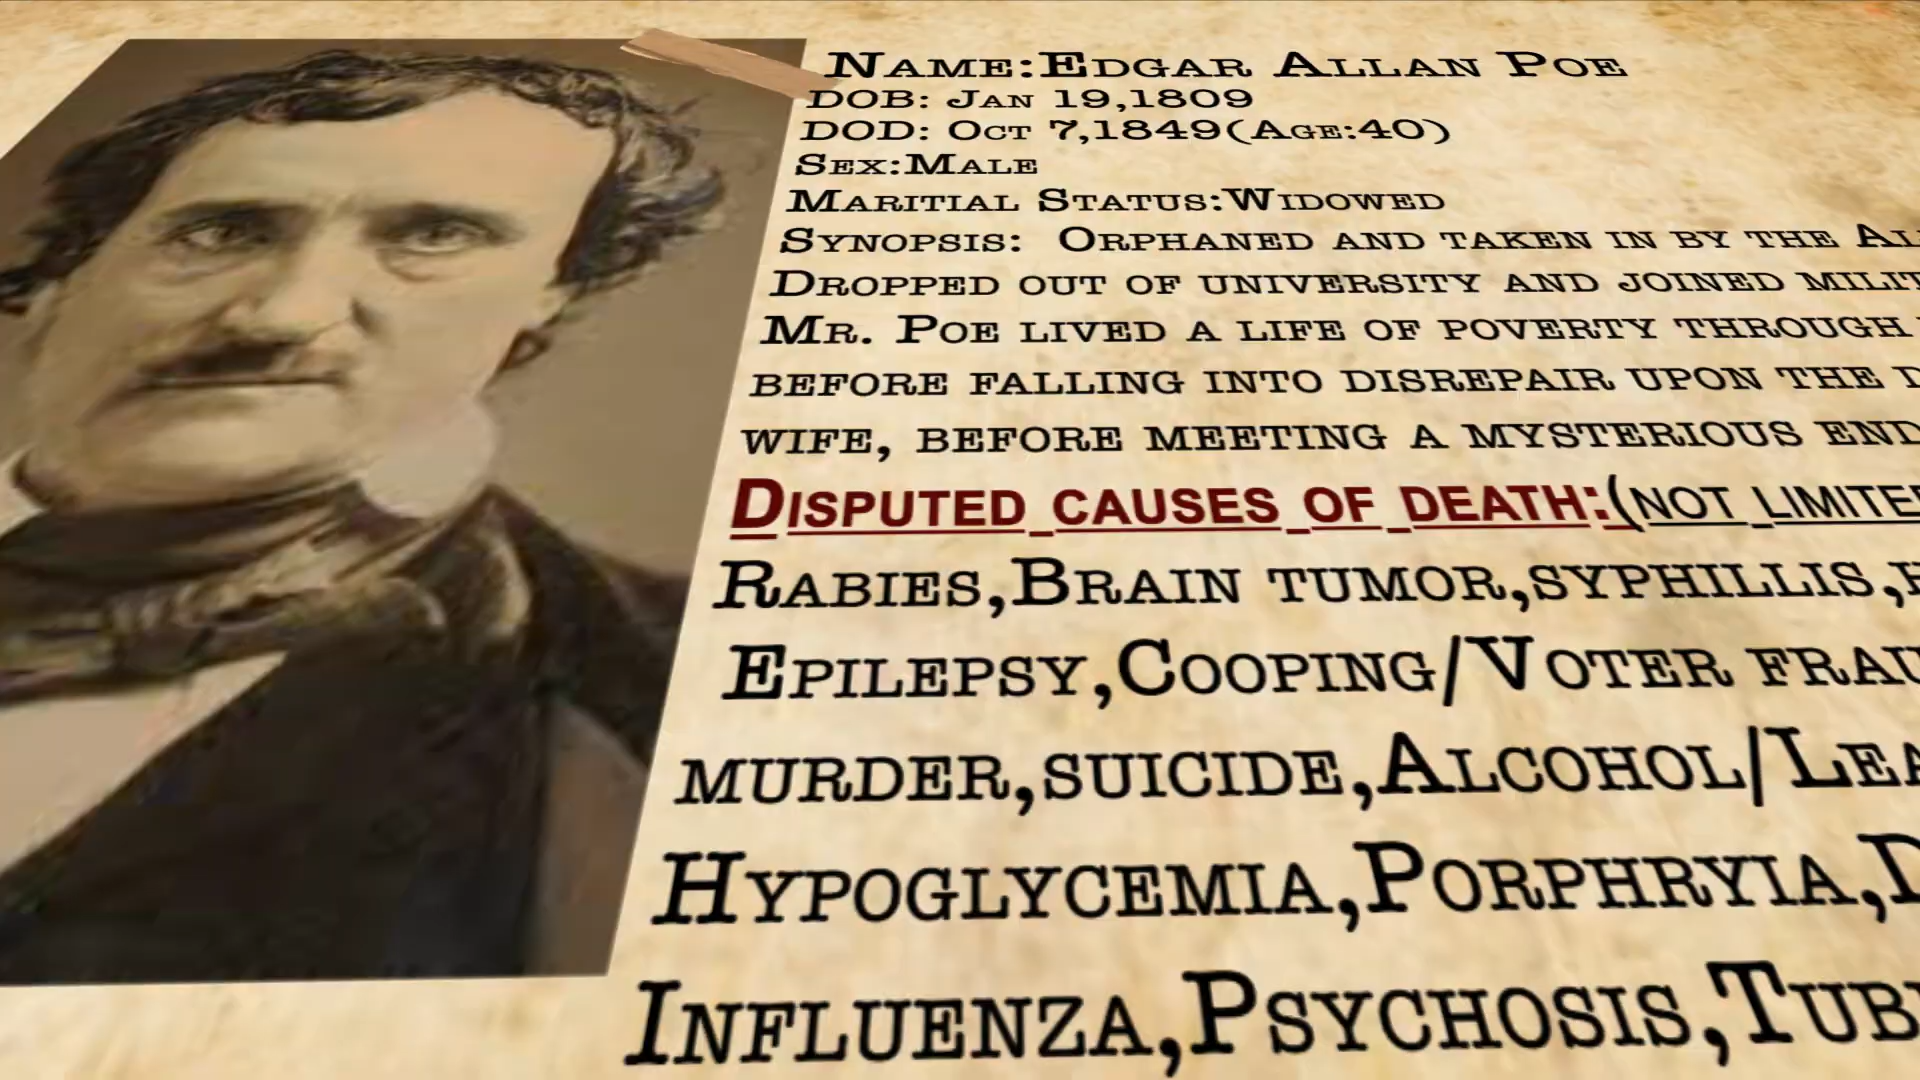 Name:Edgar Allan Poe
DOB: Jan 19,1809
DOD: Oct 7,1849(Age:40)
Sex:Male
Maritial Status:Widowed
Synopsis: Orphaned and taken in by the
Dropped out of university and joined
Mr. Poe lived a life of poverty through
before falling into disrepair upon the
wife, before meeting a mysterious end
Disputed causes of death:(not
Rabies,Brain tumor,syphillis,
Epilepsy,Cooping/Voter
murder,suicide,Alcohol/
Hypoglycemia,Porphryia,
Influenza,Psychosis,